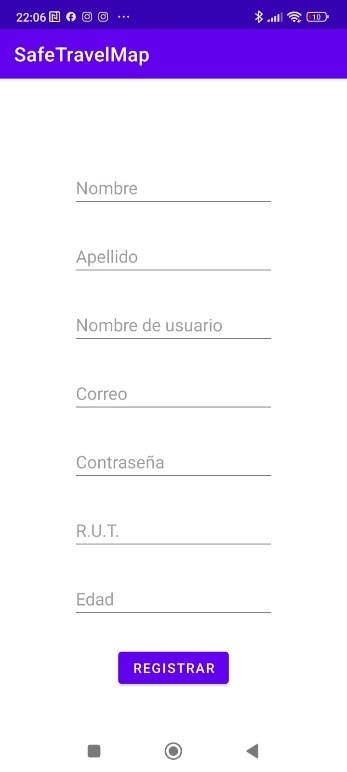 22:06
10
SafeTravelMap
Nombre
Apellido
Nombre de usuario
Correo
Contraseña
R.U.T.
Edad
REGISTRAR